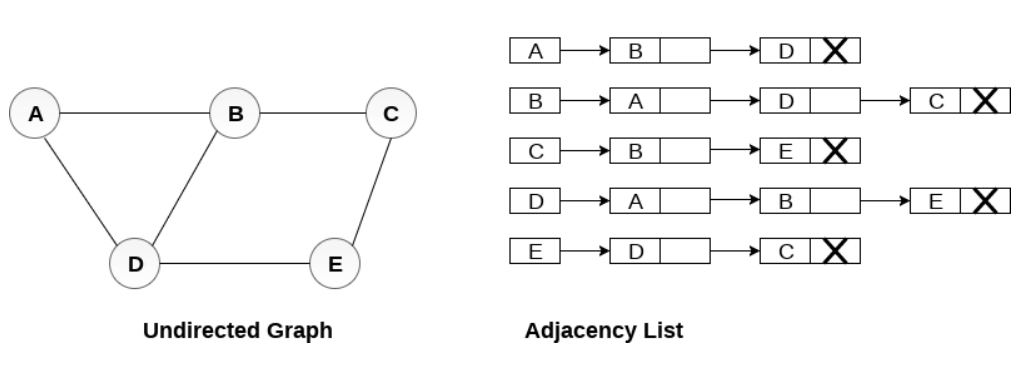 A B C
D E
Undirected Graph
A B D X
B A D C X
C B E X
D A B E X
E D C X
Adjacency List